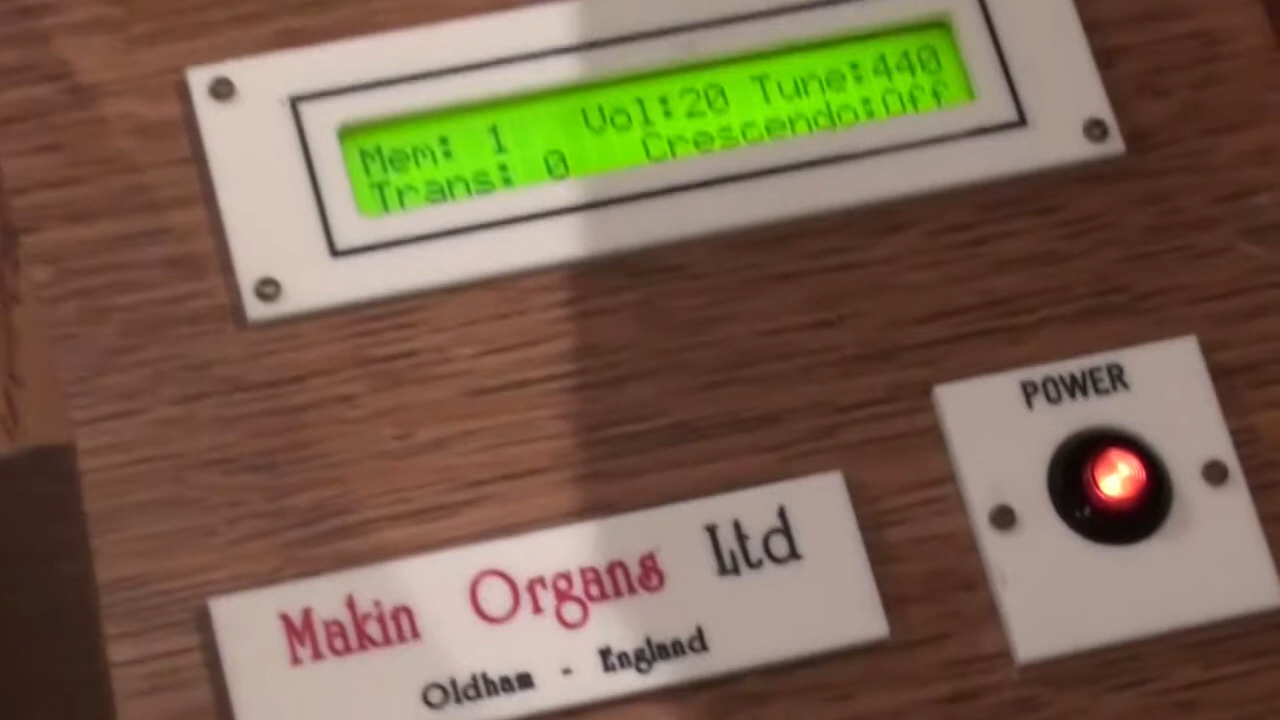 Mem: 1 Vol:20 Tune:440
Trans: 0 Crescendo:Off
POWER
Makin Organs Ltd
Oldham - England